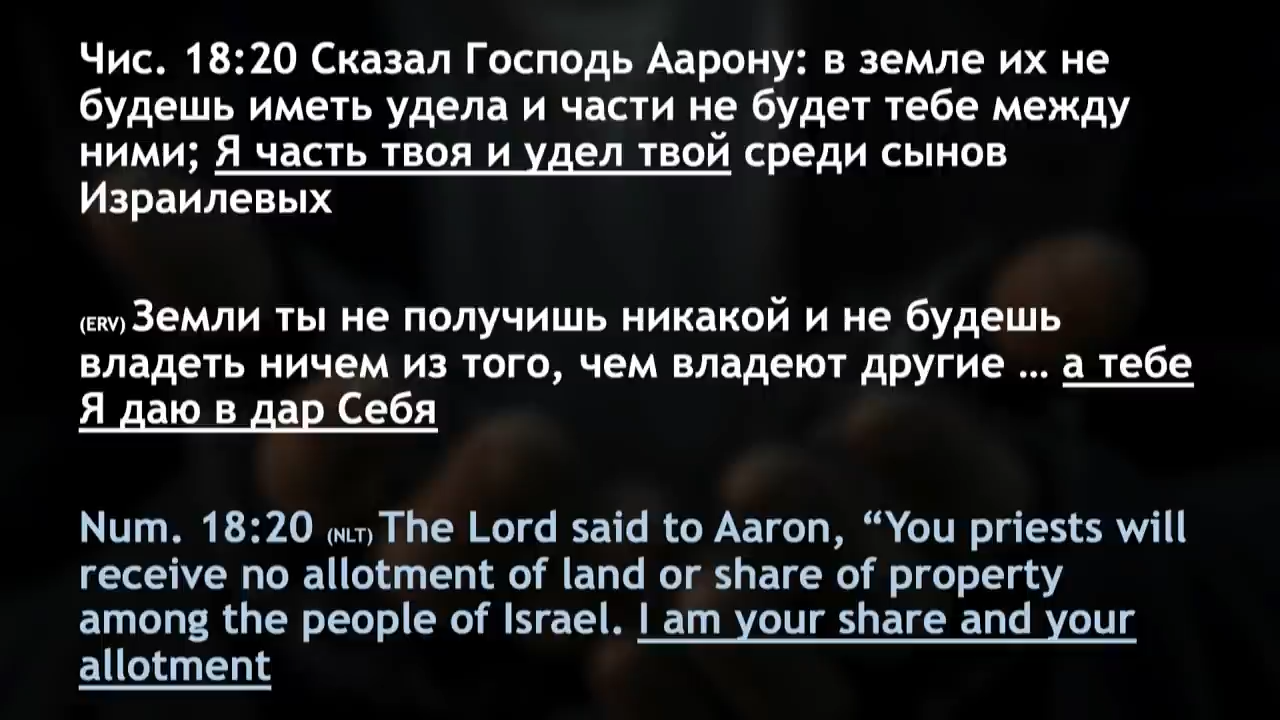 Чис. 18:20 Сказал Господь Аарону: в земле их не
будешь иметь удела и части не будет тебе между
ними; Я часть твоя и удел твой среди сынов
Израилевых
(ERV) Земли ты не получишь никакой и не будешь
владеть ничем из того, чем владеют другие … а тебе
Я даю в дар Себя
Num. 18:20 (NLT) The Lord said to Aaron, “You priests will
receive no allotment of land or share of property
among the people of Israel. I am your share and your
allotment